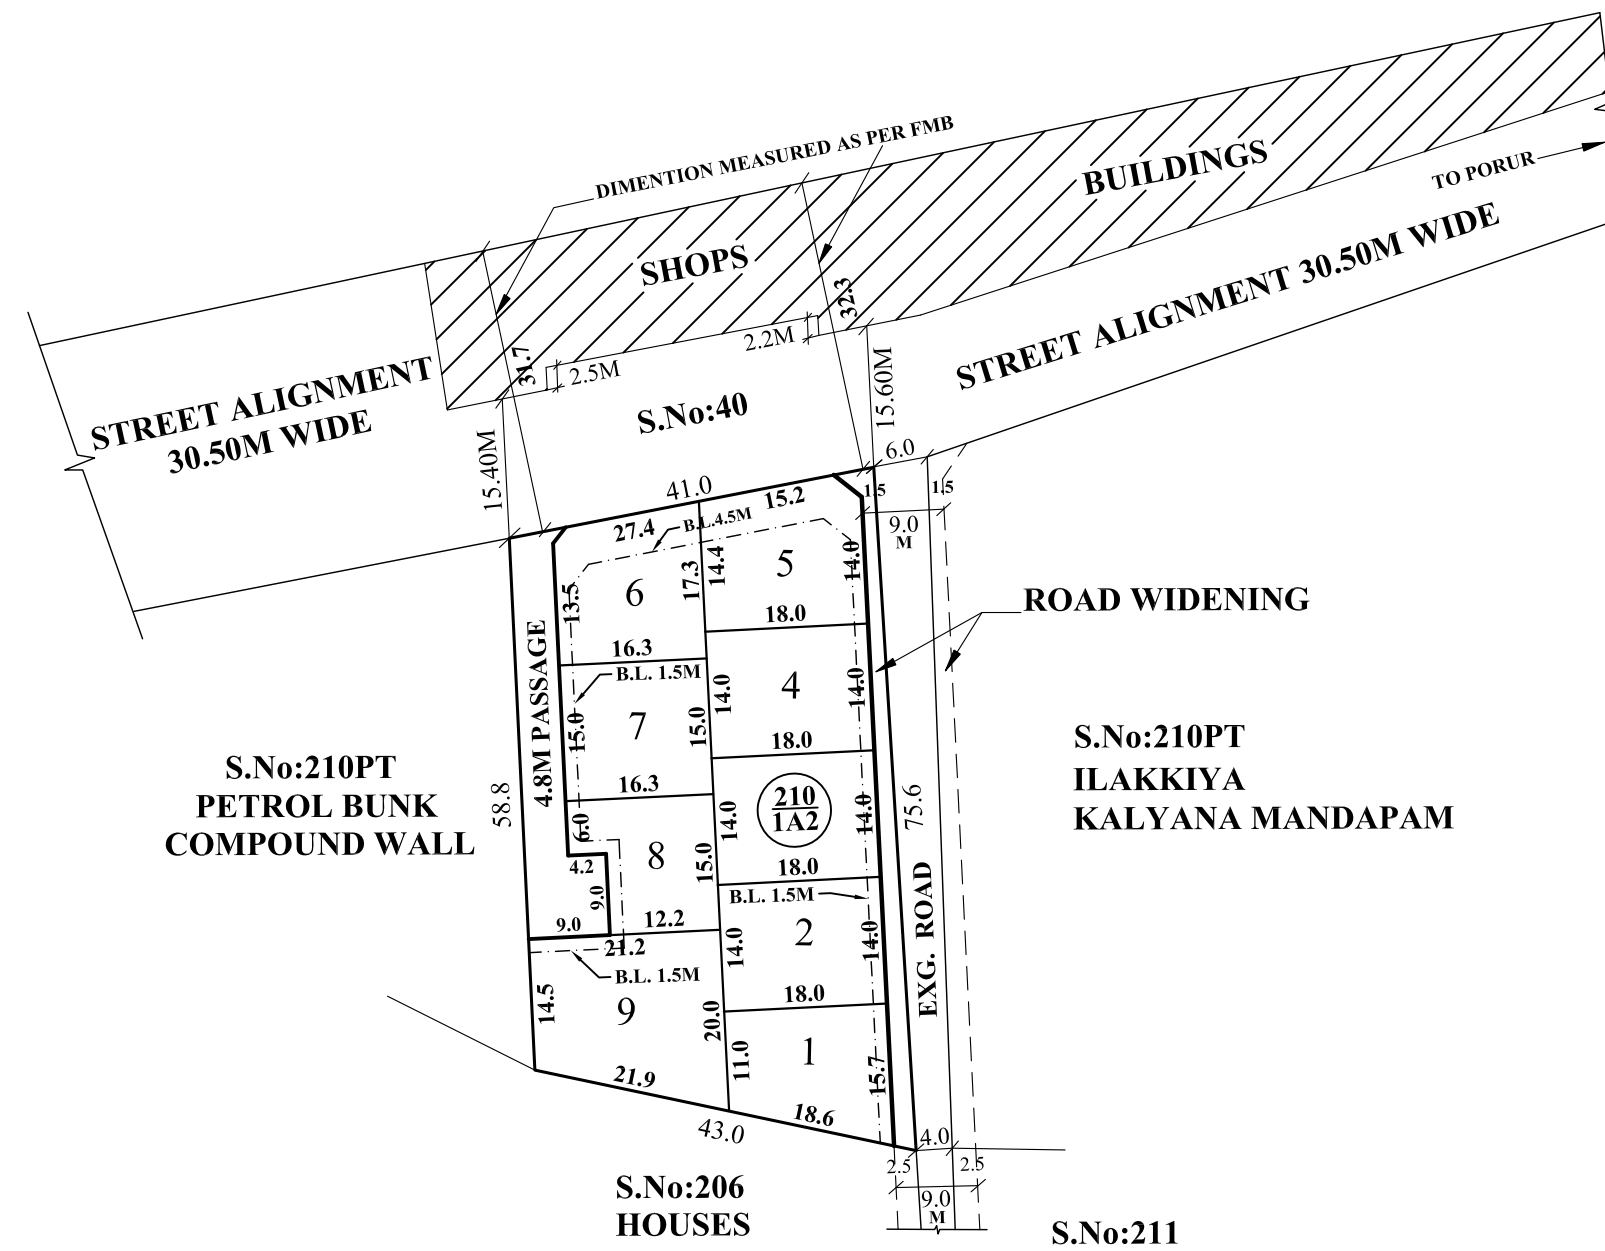 DIMENTION MEASURED AS PER FMB
BUILDINGS
TO PORUR
SHOPS
32.3
2.2M
31.7
2.5M
STREET ALIGNMENT 30.50M WIDE
STREET ALIGNMENT
30.50M WIDE
S.No:40
15.60M
15.40M
6.0
41.0
15.2
1.5
1.5
27.4
B.L.4.5M
9.0
M
14.4
5
14.0
17.3
6
13.5
18.0
ROAD WIDENING
16.3
B.L. 1.5M
4.8M PASSAGE
14.0
4
14.0
7
15.0
15.0
18.0
S.No:210PT
ILAKKIYA
KALYANA MANDAPAM
S.No:210PT
PETROL BUNK
COMPOUND WALL
58.8
16.3
210
1A2
14.0
14.0
75.6
6.0
8
15.0
4.2
18.0
B.L. 1.5M
9.0
9.0
12.2
14.0
2
14.0
EXG. ROAD
21.2
B.L. 1.5M
18.0
14.5
9
20.0
11.0
1
15.7
21.9
18.6
43.0
4.0
2.5
2.5
9.0
M
S.No:206
HOUSES
S.No:211